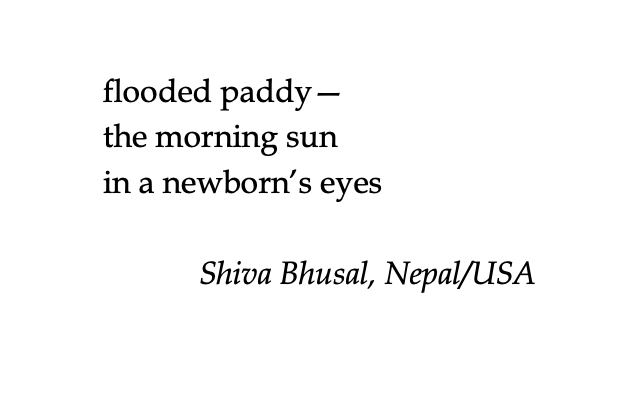 flooded paddy—
the morning sun
in a newborn’s eyes
Shiva Bhusal, Nepal/USA